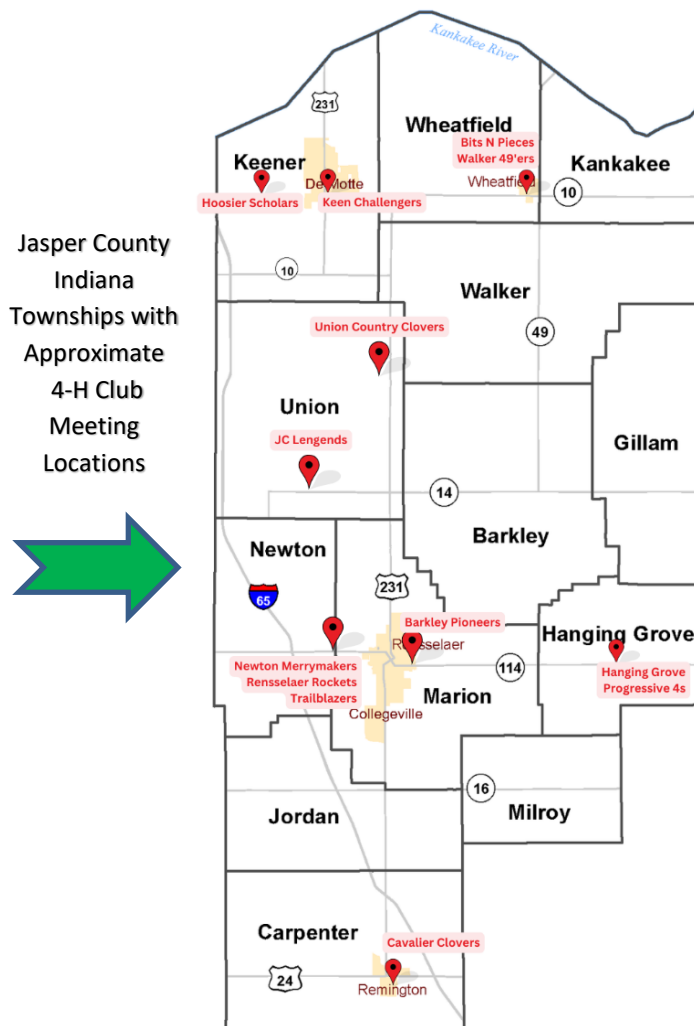 Kankakee River
231
Wheatfield
Bits N Pieces
Walker 49'ers
Keener
Kankakee
DeMotte
Wheatfield
10
Hoosier Scholars
Keen Challengers
Jasper County
Indiana
Townships with
Approximate
4-H Club
Meeting
Locations
10
Walker
Union Country Clovers
49
Union
JC Lengends
Gillam
14
Newton
Barkley
65
231
Barkley Pioneers
Hanging Grove
Rensselaer
Newton Merrymakers
Rensselaer Rockets
Trailblazers
114
Hanging Grove
Progressive 4s
Marion
Collegeville
16
Jordan
Milroy
Carpenter
Cavalier Clovers
24
Remington